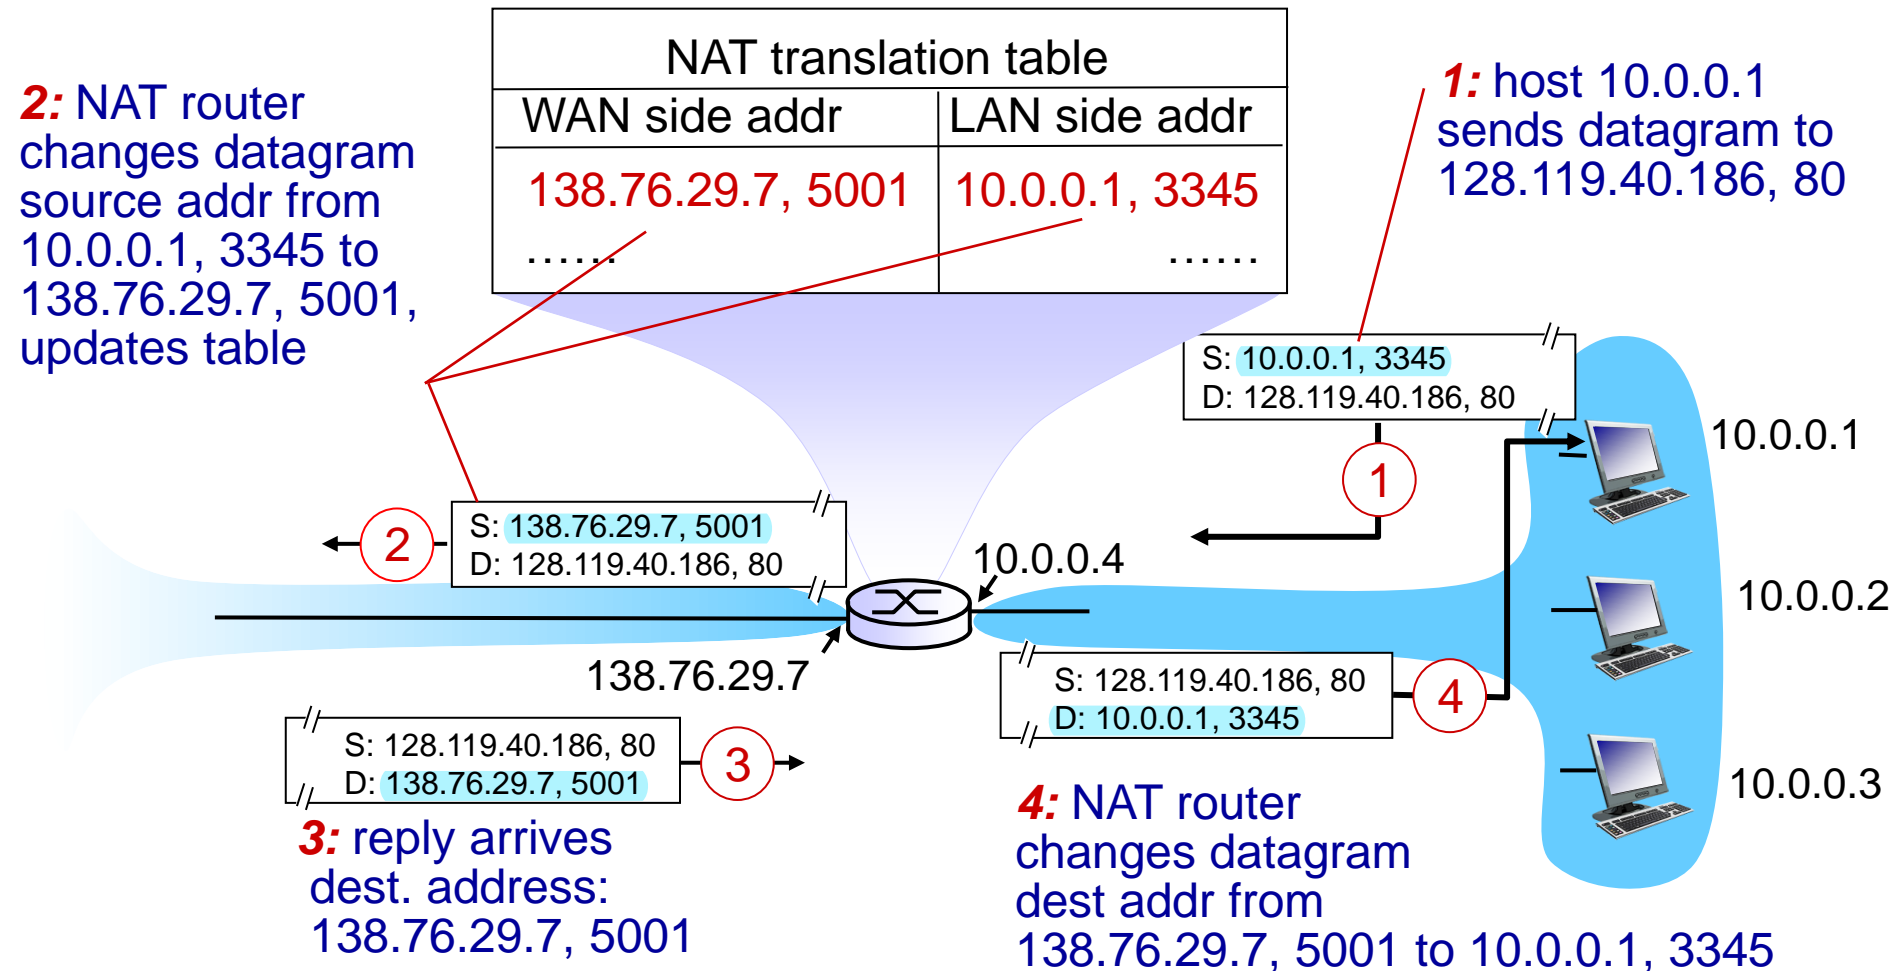 NAT translation table
WAN side addr LAN side addr
138.76.29.7, 5001 10.0.0.1, 3345
...... ......
2: NAT router
changes datagram
source addr from
10.0.0.1, 3345 to
138.76.29.7, 5001,
updates table
1: host 10.0.0.1
sends datagram to
128.119.40.186, 80
S: 10.0.0.1, 3345
D: 128.119.40.186, 80
1
10.0.0.1
S: 138.76.29.7, 5001
D: 128.119.40.186, 80
2
10.0.0.4
10.0.0.2
138.76.29.7
S: 128.119.40.186, 80
D: 10.0.0.1, 3345
4
S: 128.119.40.186, 80
D: 138.76.29.7, 5001
3
10.0.0.3
3: reply arrives
dest. address:
138.76.29.7, 5001
4: NAT router
changes datagram
dest addr from
138.76.29.7, 5001 to 10.0.0.1, 3345